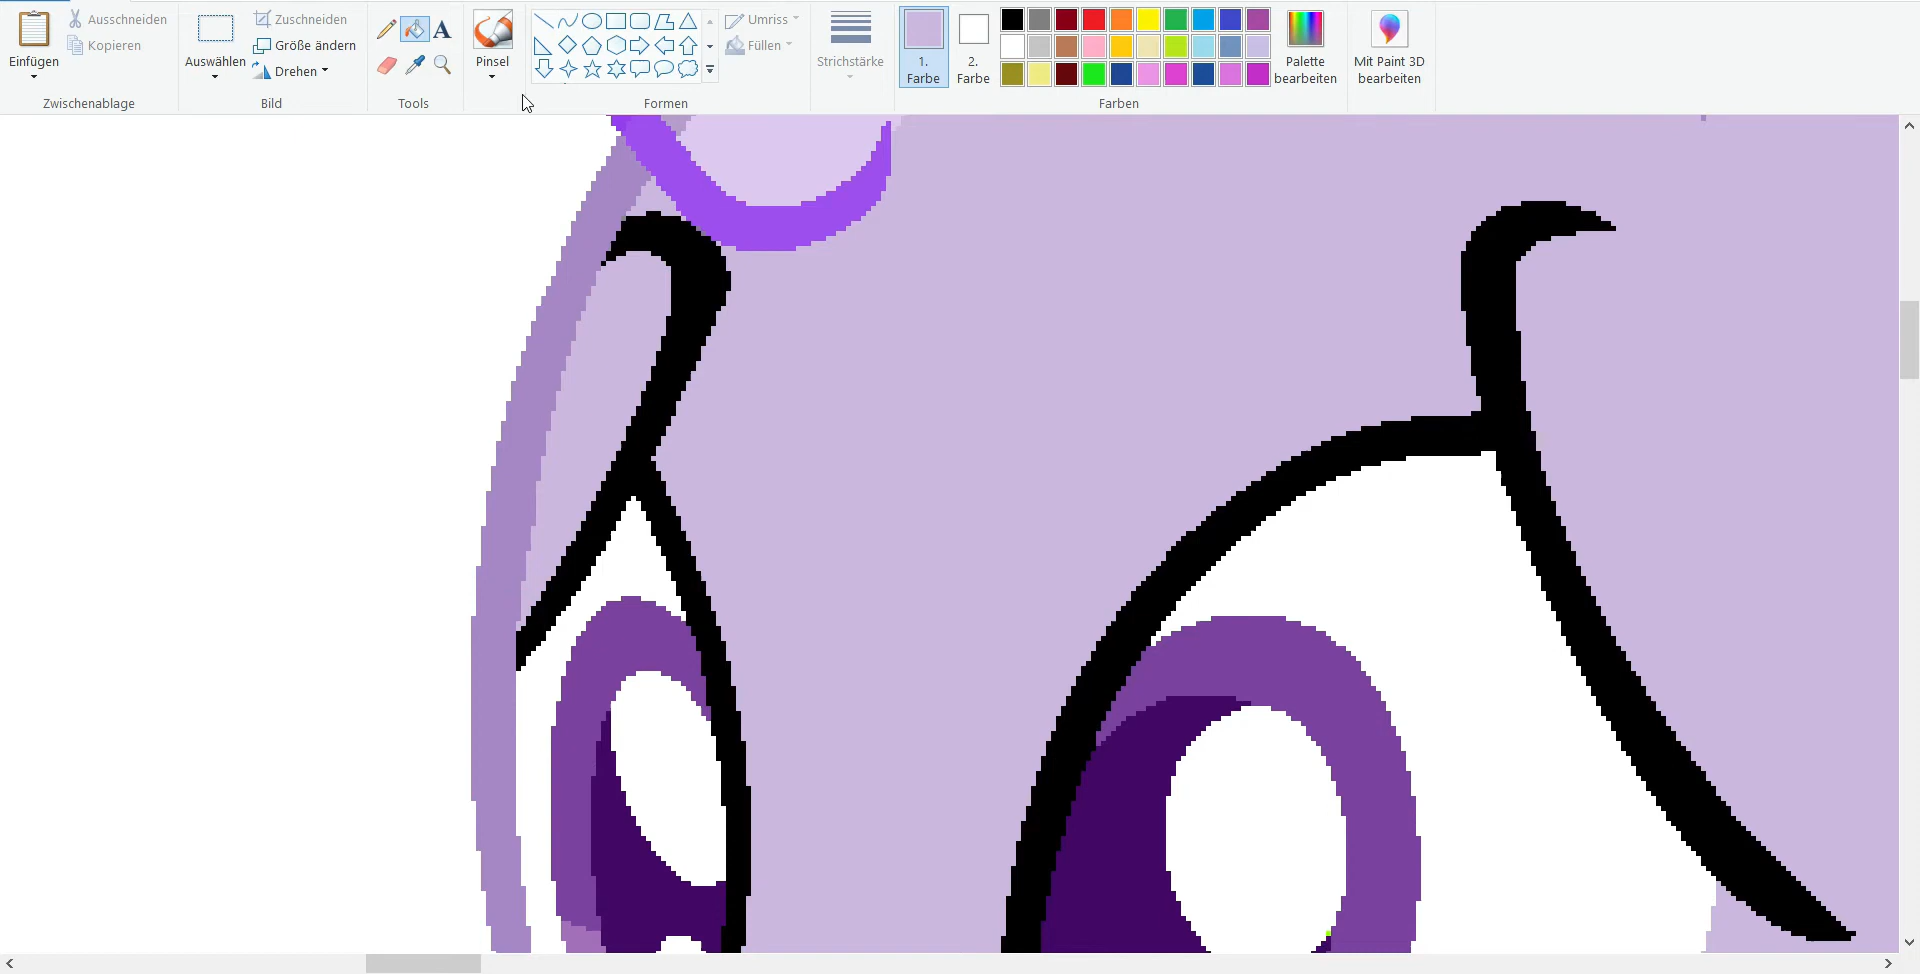 Einfügen
Ausschneiden
Kopieren
Zwischenablage
Auswählen
Zuschneiden
Größe ändern
Drehen
Bild
A
Tools
Pinsel
Umriss
Füllen
Formen
Strichstärke
1.
Farbe
2.
Farbe
Palette
bearbeiten
Farben
Mit Paint 3D
bearbeiten